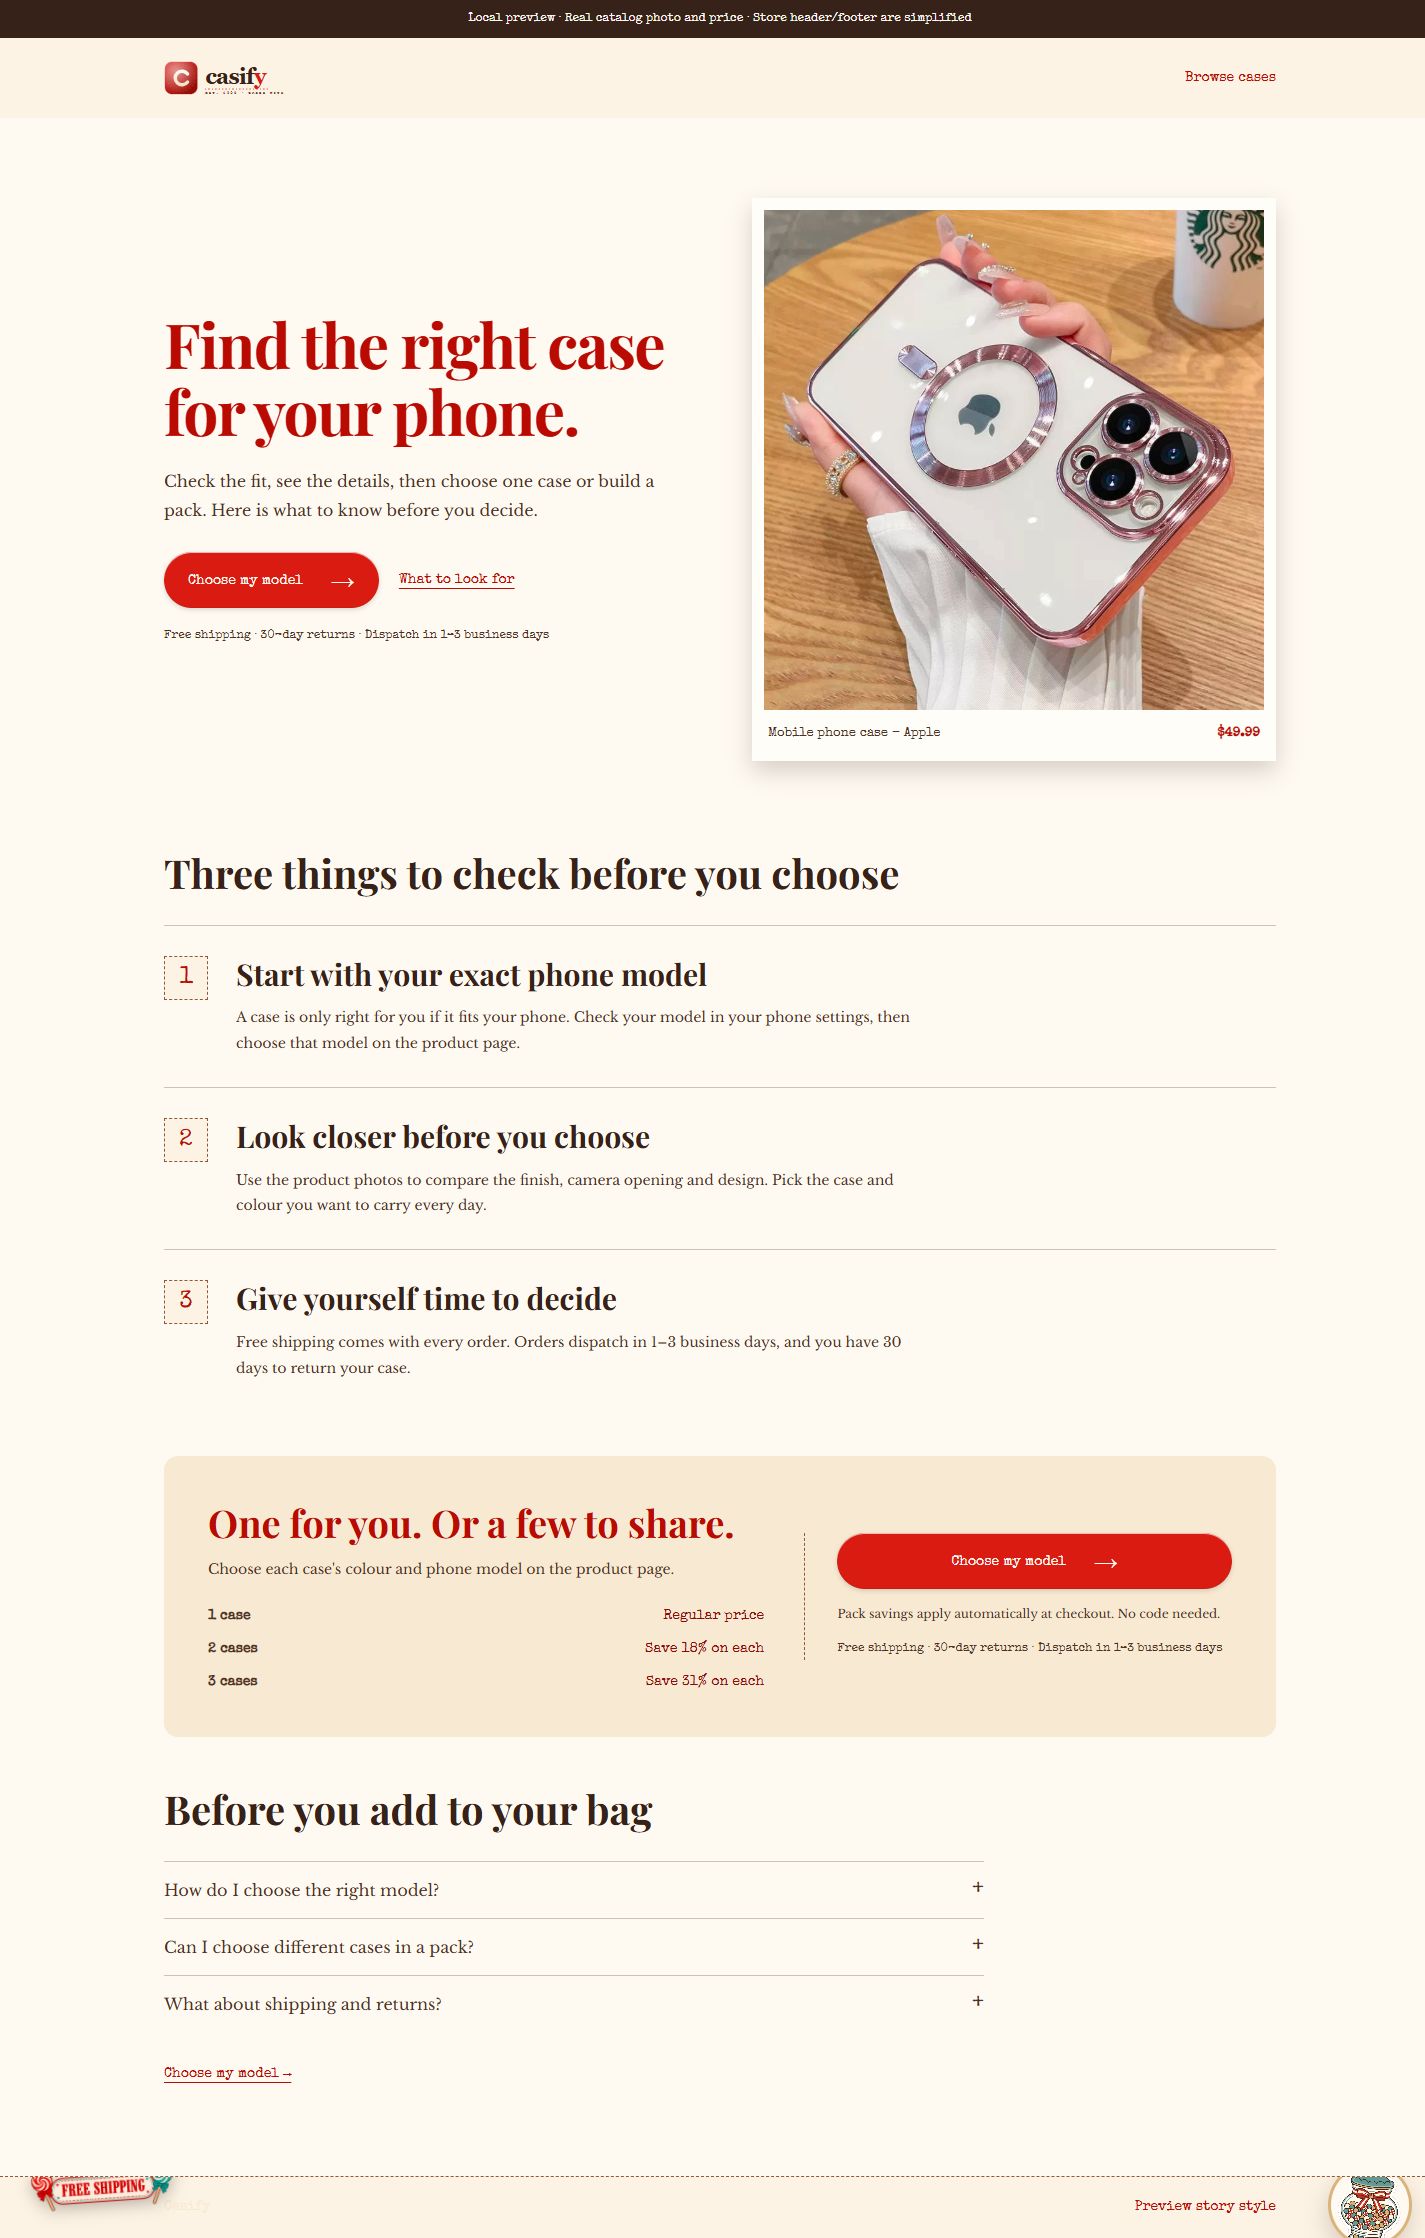 Local preview · Real catalog photo and price · Store header/footer are simplified
C casify
Browse cases
Find the right case
for your phone.
Check the fit, see the details, then choose one case or build a
pack. Here is what to know before you decide.
Choose my model →
What to look for
Free shipping · 30-day returns · Dispatch in 1-3 business days
Mobile phone case - Apple
$49.99
Three things to check before you choose
1
Start with your exact phone model
A case is only right for you if it fits your phone. Check your model in your phone settings, then
choose that model on the product page.
2
Look closer before you choose
Use the product photos to compare the finish, camera opening and design. Pick the case and
colour you want to carry every day.
3
Give yourself time to decide
Free shipping comes with every order. Orders dispatch in 1–3 business days, and you have 30
days to return your case.
One for you. Or a few to share.
Choose each case's colour and phone model on the product page.
1 case Regular price
2 cases Save 18% on each
3 cases Save 31% on each
Choose my model →
Pack savings apply automatically at checkout. No code needed.
Free shipping · 30-day returns · Dispatch in 1-3 business days
Before you add to your bag
How do I choose the right model? +
Can I choose different cases in a pack? +
What about shipping and returns? +
Choose my model →
FREE SHIPPING
Casify
Preview story style